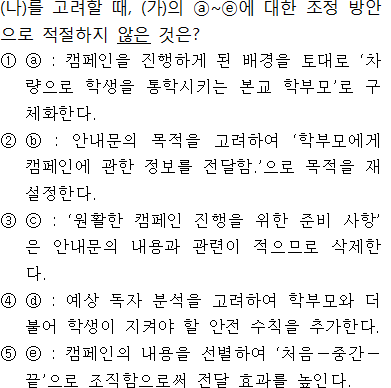 (나)를 고려할 때, (가)의 ⓐ~ⓔ에 대한 조정 방안
으로 적절하지 않은 것은?
① ⓐ : 캠페인을 진행하게 된 배경을 토대로 ‘차
량으로 학생을 통학시키는 본교 학부모’로 구
체화한다.
② ⓑ : 안내문의 목적을 고려하여 ‘학부모에게
캠페인에 관한 정보를 전달함.’으로 목적을 재
설정한다.
③ ⓒ : ‘원활한 캠페인 진행을 위한 준비 사항’
은 안내문의 내용과 관련이 적으므로 삭제한
다.
④ ⓓ : 예상 독자 분석을 고려하여 학부모와 더
불어 학생이 지켜야 할 안전 수칙을 추가한다.
⑤ ⓔ : 캠페인의 내용을 선별하여 ‘처음－중간－
끝’으로 조직함으로써 전달 효과를 높인다.